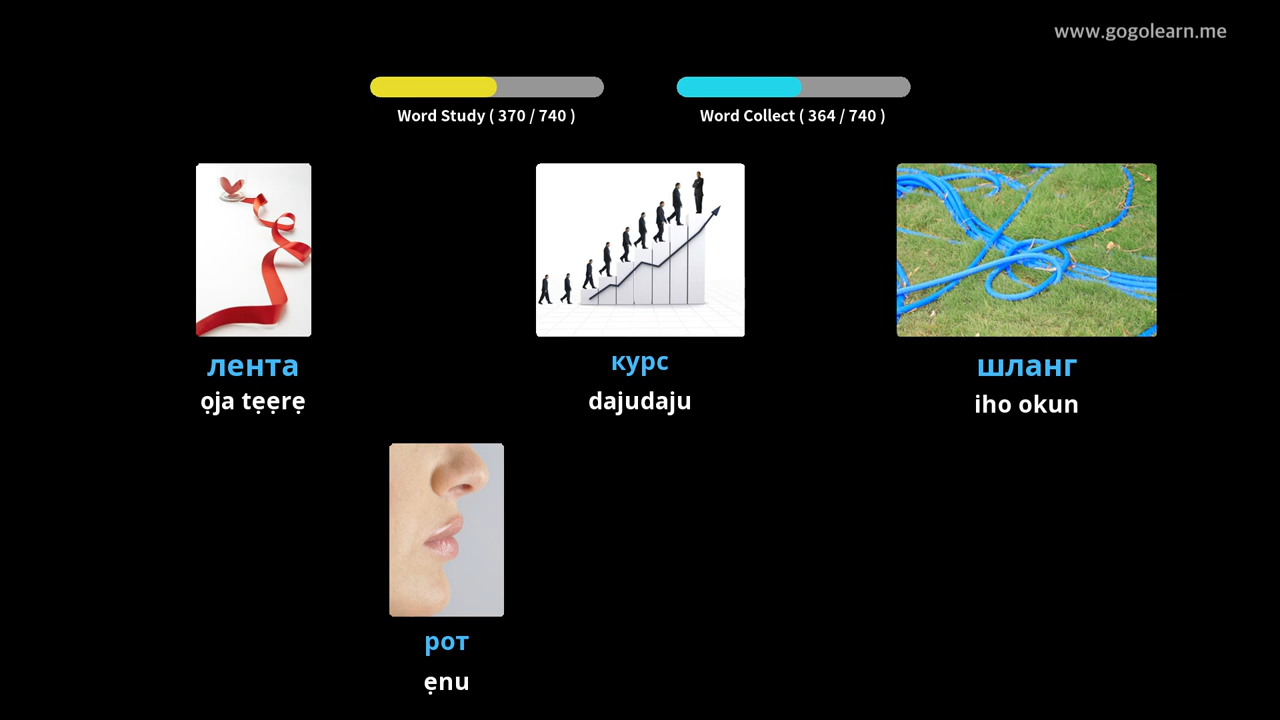 www.gogolearn.me
Word Study ( 370 / 740 )
Word Collect ( 364 / 740 )
лента
ọja tẹẹrẹ
курс
dajudaju
шланг
iho okun
рот
ẹnu